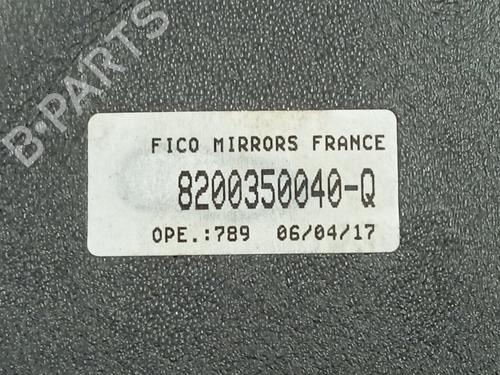 B-PARTS
FICO MIRRORS FRANCE
8200350040-Q
OPE.:789 06/04/17